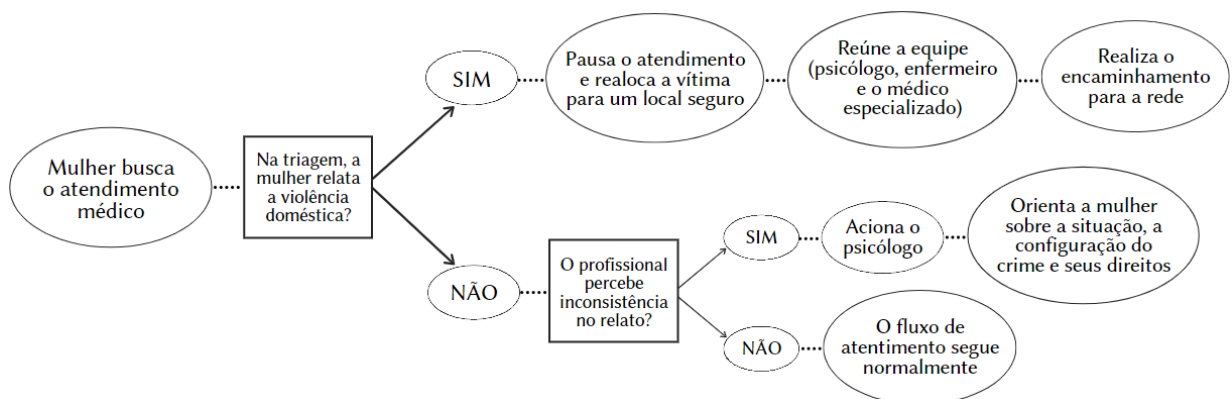 Mulher busca
o atendimento
médico
Na triagem, a
mulher relata
a violência
doméstica?
SIM
Pausa o atendimento
e realoca a vítima
para um local seguro
Reúne a equipe
(psicólogo, enfermeiro
e o médico
especializado)
Realiza o
encaminhamento
para a rede
NÃO
O profissional
percebe
inconsistência
no relato?
SIM
Aciona o
psicólogo
Orienta a mulher
sobre a situação, a
configuração do
crime e seus direitos
NÃO
O fluxo de
atentimento segue
normalmente